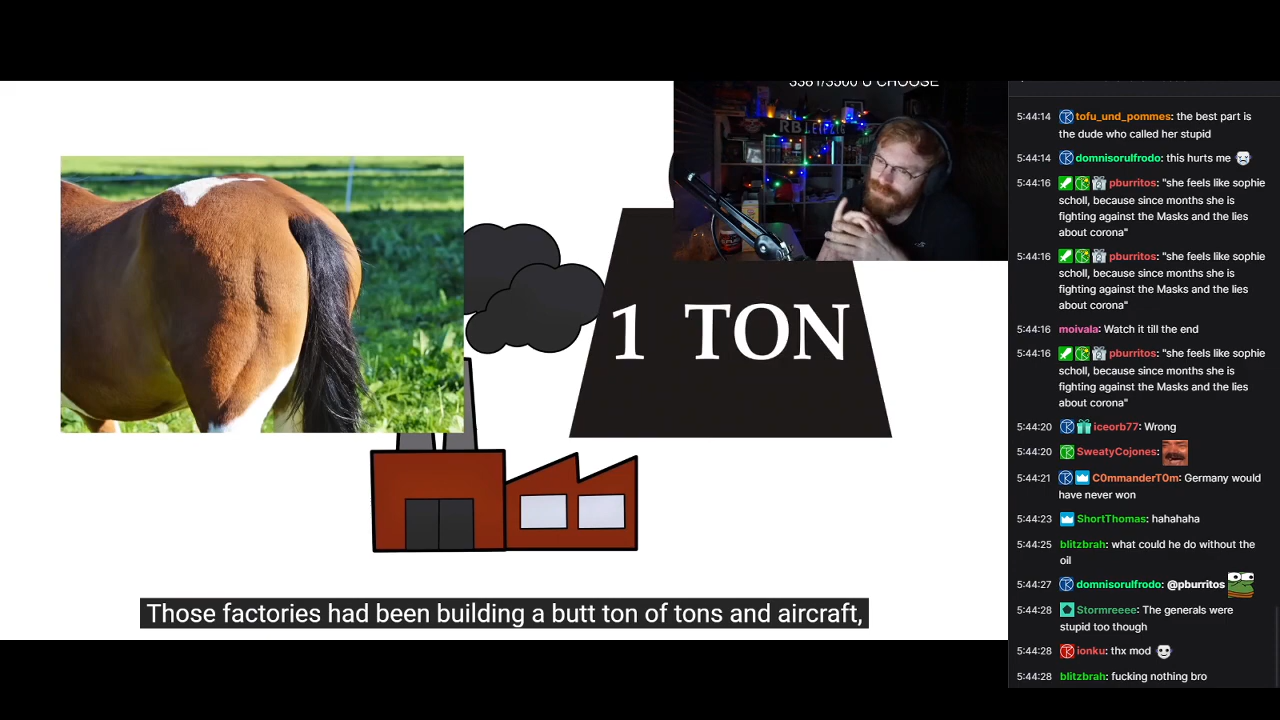 3381/3500 U CHOOSE
RB LEIPZIG
1 TON
Those factories had been building a butt ton of tons and aircraft,
5:44:14 tofu_und_pommes: the best part is
the dude who called her stupid
5:44:14 domnisorulfrodo: this hurts me
5:44:16 pburritos: "she feels like sophie
scholl, because since months she is
fighting against the Masks and the lies
about corona"
5:44:16 pburritos: "she feels like sophie
scholl, because since months she is
fighting against the Masks and the lies
about corona"
5:44:16 moivala: Watch it till the end
5:44:16 pburritos: "she feels like sophie
scholl, because since months she is
fighting against the Masks and the lies
about corona"
5:44:20 iceorb77: Wrong
5:44:20 SweatyCojones:
5:44:21 C0mmanderT0m: Germany would
have never won
5:44:23 ShortThomas: hahahaha
5:44:25 blitzbrah: what could he do without the
oil
5:44:27 domnisorulfrodo: @pburritos
5:44:28 Stormreeee: The generals were
stupid too though
5:44:28 ionku: thx mod
5:44:28 blitzbrah: fucking nothing bro